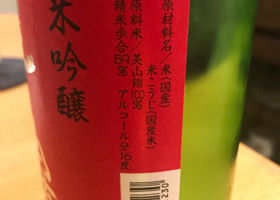 原材料名／米(国産)
米こうじ(国産米)
原料米／美山錦100%
精米歩合／59%　アルコール分16度
米吟醸
230